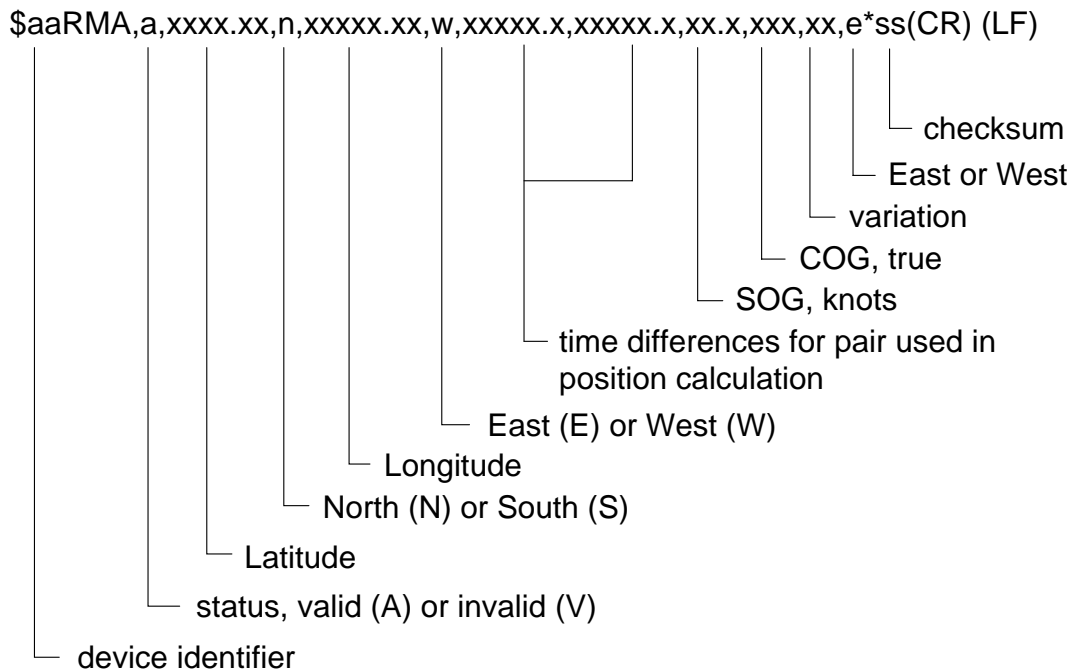 $aaRMA,a,xxxx.xx,n,xxxxx.xx,w,xxxxx.x,xxxxx.x,xx.x,xxx,xx,e*ss(CR) (LF)
checksum
East or West
variation
COG, true
SOG, knots
time differences for pair used in
position calculation
East (E) or West (W)
Longitude
North (N) or South (S)
Latitude
status, valid (A) or invalid (V)
device identifier